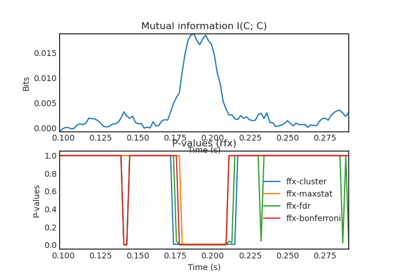 Mutual information I(C; C)
Bits
0.015
0.010
0.005
0.000
0.100 0.125 0.150 0.175 0.200 0.225 0.250 0.275
Time (s)
P-values (rfx)
P-values
1.0
0.8
0.6
0.4
0.2
0.0
ffx-cluster
ffx-maxstat
ffx-fdr
ffx-bonferroni
0.100 0.125 0.150 0.175 0.200 0.225 0.250 0.275
Time (s)